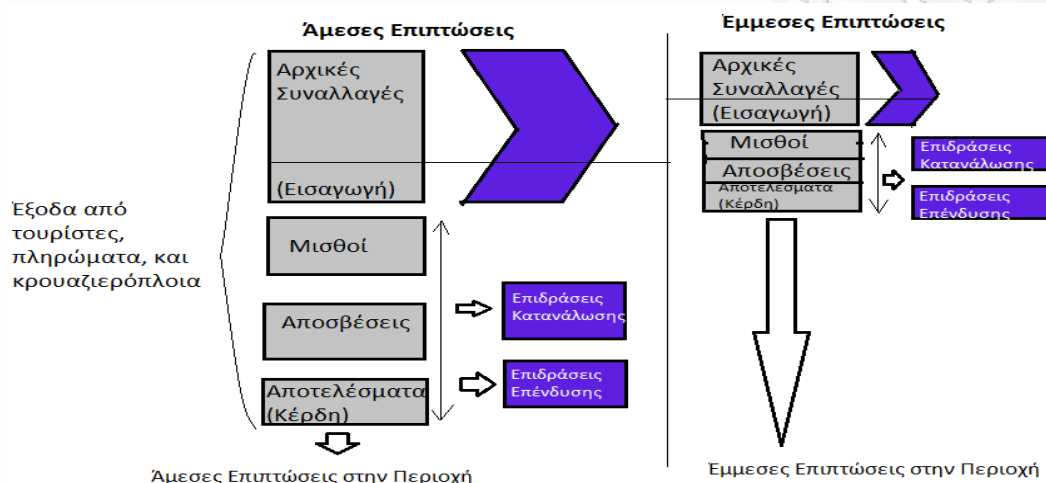 Άμεσες Επιπτώσεις
Αρχικές
Συναλλαγές
(Εισαγωγή)
Μισθοί
Αποσβέσεις
Αποτελέσματα
(Κέρδη)
Έξοδα από
τουρίστες,
πληρώματα, και
κρουαζιερόπλοια
Επιδράσεις
Κατανάλωσης
Επιδράσεις
Επένδυσης
Άμεσες Επιπτώσεις στην Περιοχή
Έμμεσες Επιπτώσεις
Αρχικές
Συναλλαγές
(Εισαγωγή)
Μισθοί
Αποσβέσεις
Αποτελέσματα
(Κέρδη)
Επιδράσεις
Κατανάλωσης
Επιδράσεις
Επένδυσης
Έμμεσες Επιπτώσεις στην Περιοχή